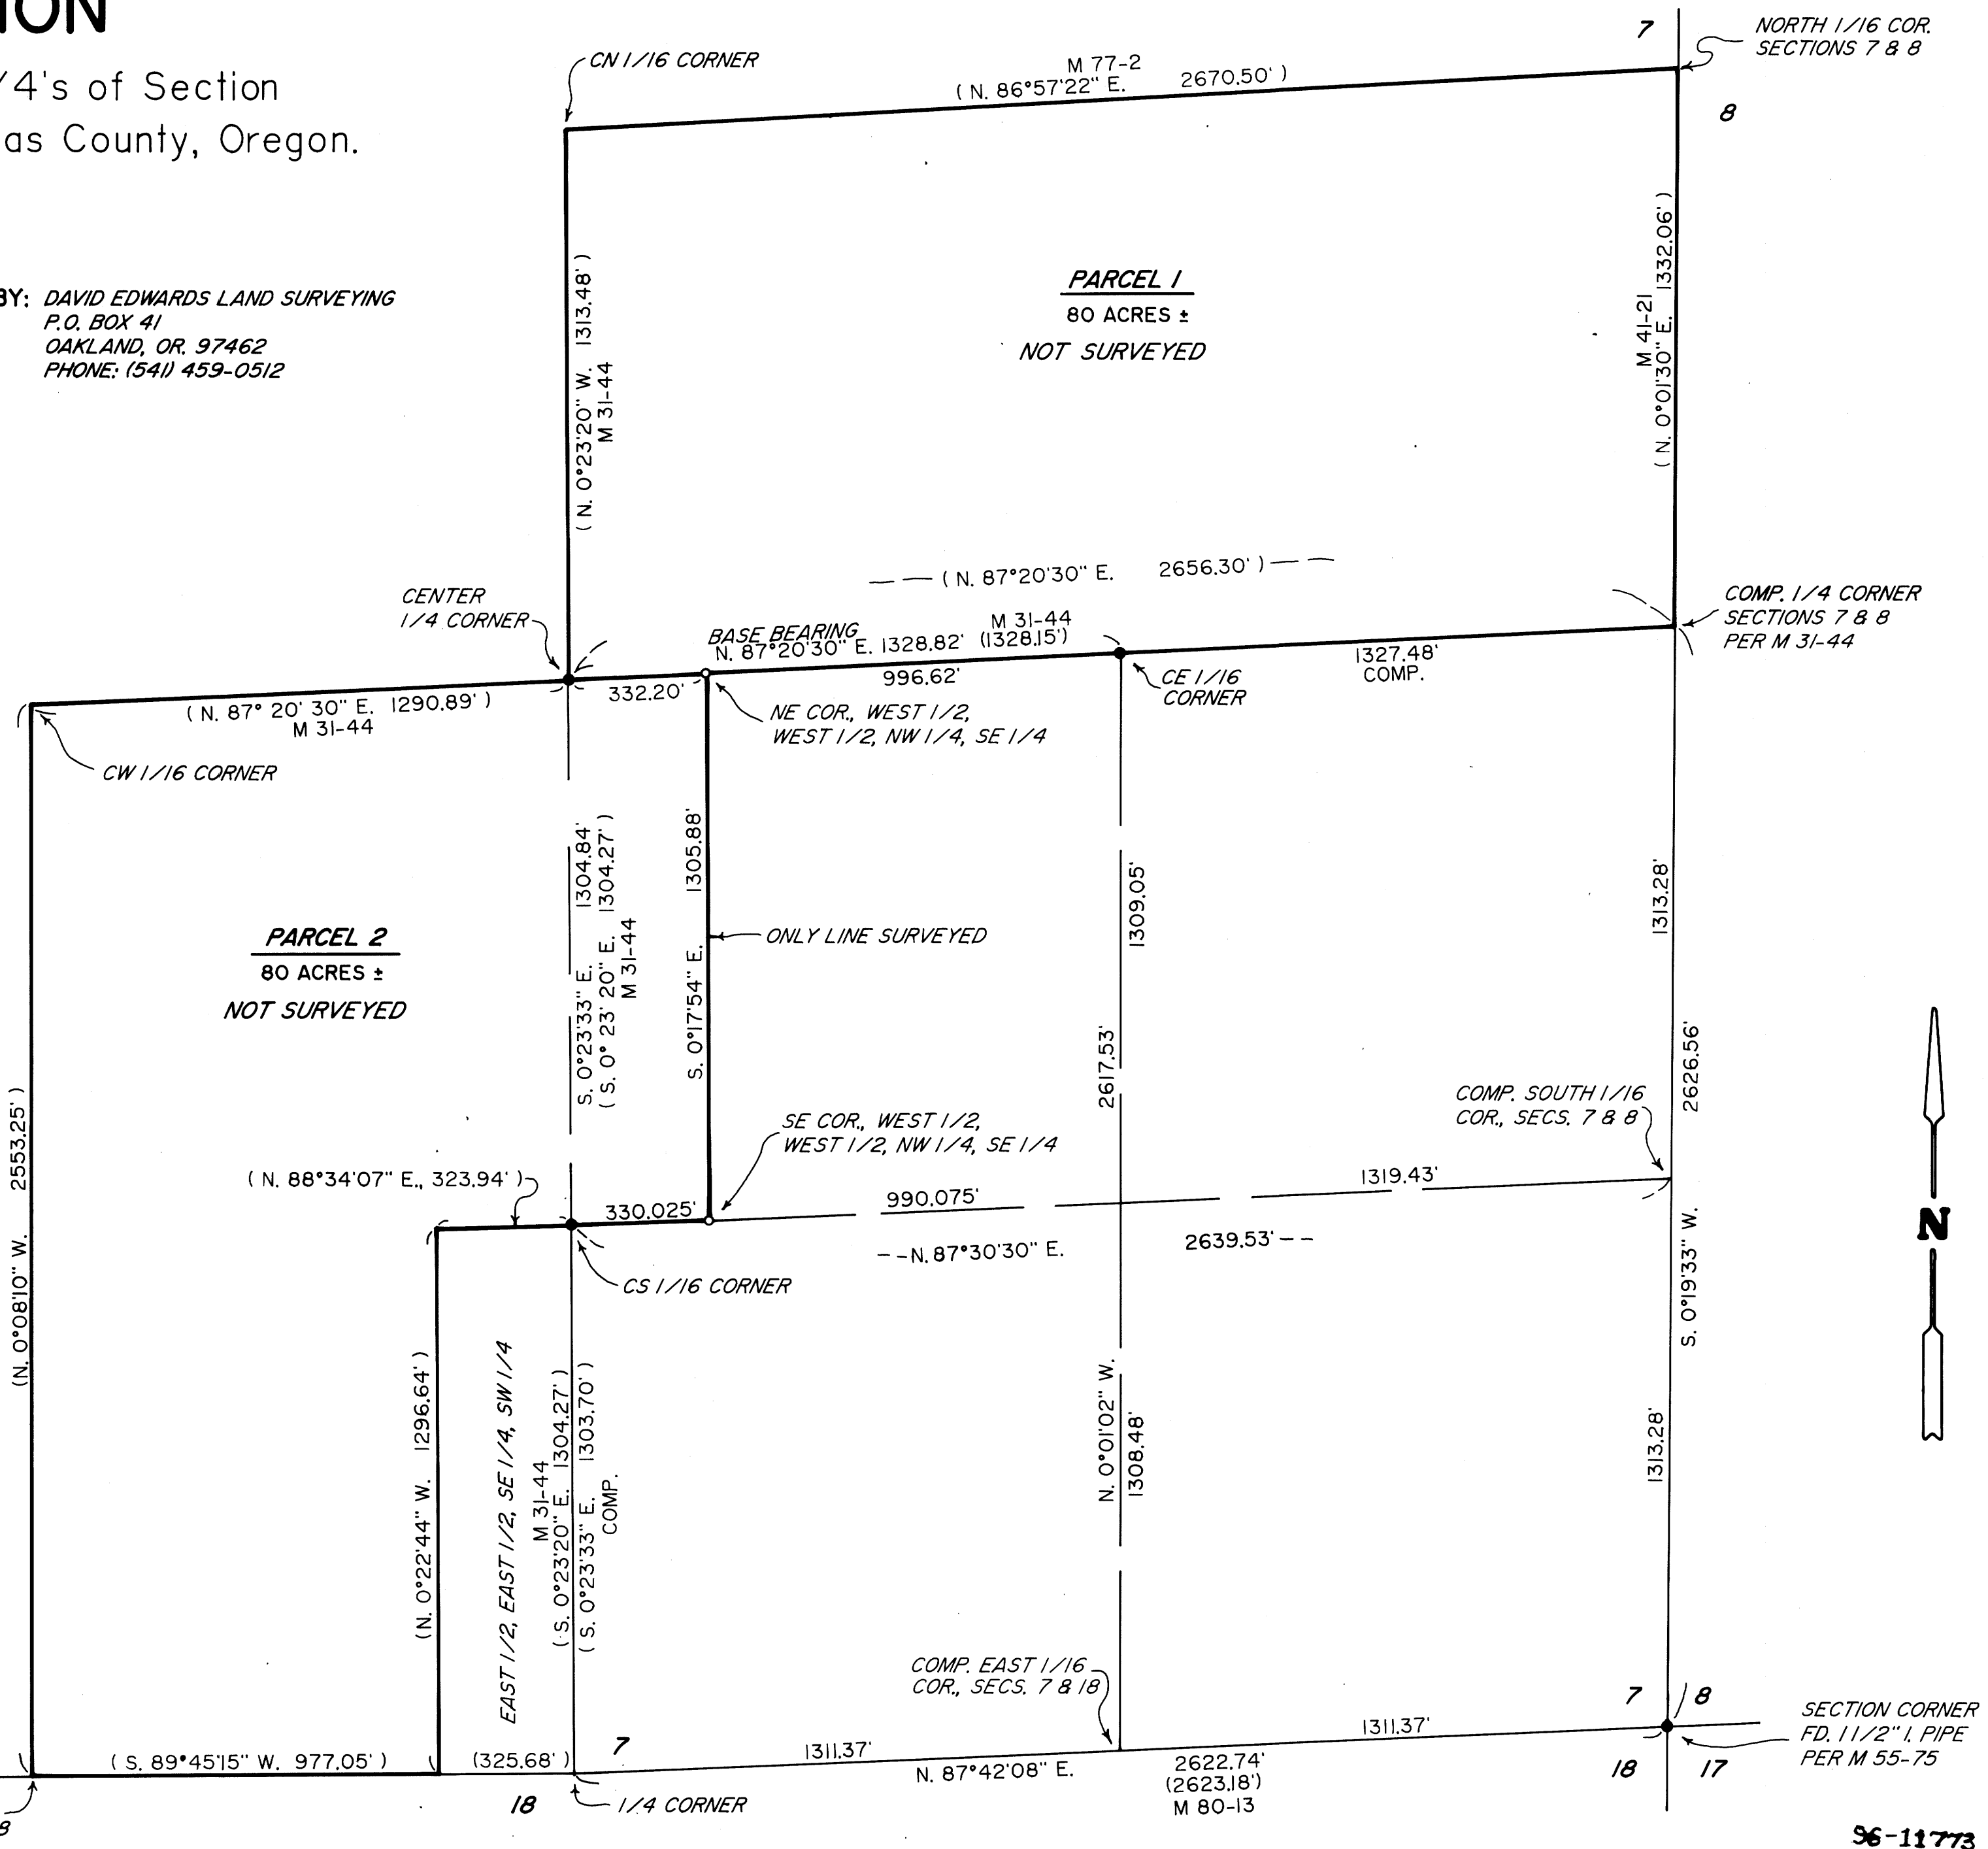 ION
/4's of Section
as County, Oregon.
BY: DAVID EDWARDS LAND SURVEYING
P.O. BOX 41
OAKLAND, OR. 97462
PHONE: (541) 459-0512
CN 1/16 CORNER
M 77-2
( N. 86°57'22" E. 2670.50' )
7
NORTH 1/16 COR.
SECTIONS 7 & 8
8
( N. 0°23'20" W. 1313.48' )
M 31-44
PARCEL 1
80 ACRES ±
NOT SURVEYED
M 41-21
( N. 0°01'30" E. 1332.06' )
( N. 87°20'30" E. 2656.30' )
CENTER
1/4 CORNER
COMP. 1/4 CORNER
SECTIONS 7 & 8
PER M 31-44
BASE BEARING
M 31-44
N. 87°20'30" E. 1328.82' (1328.15')
1327.48'
COMP.
332.20'
996.62'
CE 1/16
CORNER
( N. 87° 20' 30" E. 1290.89' )
M 31-44
NE COR., WEST 1/2,
WEST 1/2, NW 1/4, SE 1/4
CW 1/16 CORNER
S. 0°23'33" E. 1304.84'
( S. 0° 23' 20" E. 1304.27' )
M 31-44
S. 0°17'54" E. 1305.88'
ONLY LINE SURVEYED
1309.05'
2617.53'
1313.28'
2626.56'
PARCEL 2
80 ACRES ±
NOT SURVEYED
(N. 0°08'10" W. 2553.25' )
COMP. SOUTH 1/16
COR., SECS. 7 & 8
SE COR., WEST 1/2,
WEST 1/2, NW 1/4, SE 1/4
( N. 88°34'07" E., 323.94' )
330.025'
990.075'
1319.43'
N. 87°30'30" E. 2639.53'
CS 1/16 CORNER
N
S. 0°19'33" W.
(N. 0°22'44" W. 1296.64' )
EAST 1/2, EAST 1/2, SE 1/4, SW 1/4
M 31-44
( S. 0°23'20" E. 1304.27' )
( S. 0°23'33" E. 1303.70' )
COMP.
N. 0°01'02" W.
1308.48'
1313.28'
COMP. EAST 1/16
COR., SECS. 7 & 18
7
8
SECTION CORNER
FD. 1 1/2" I. PIPE
PER M 55-75
( S. 89°45'15" W. 977.05' )
(325.68' )
7
1311.37'
1311.37'
N. 87°42'08" E.
2622.74'
(2623.18')
M 80-13
18
17
18
1/4 CORNER
8
96-11773